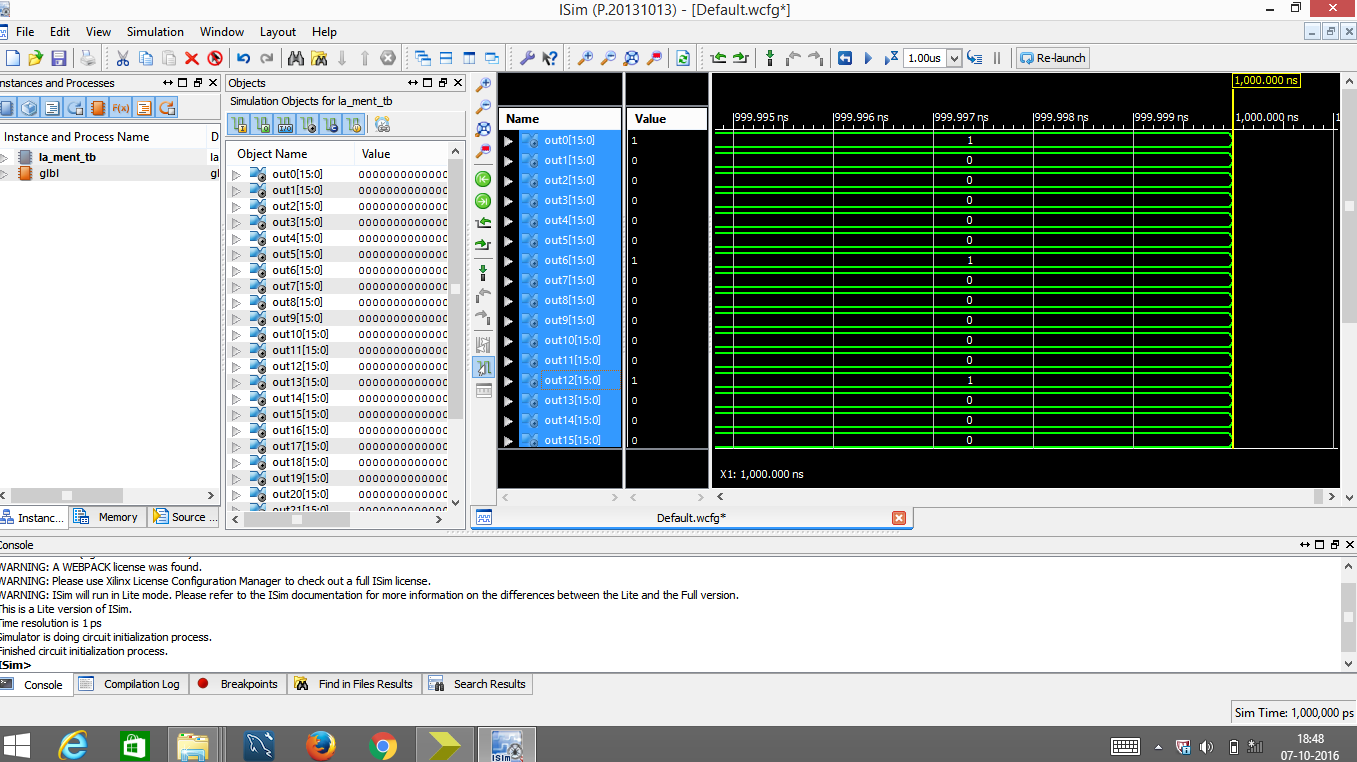 ISim (P.20131013) - [Default.wcfg*]
File Edit View Simulation Window Layout Help
1.00us Re-launch
nstances and Processes
Instance and Process Name D
la_ment_tb la
glbl gl
Instanc... Memory Source ...
Objects
Simulation Objects for la_ment_tb
Object Name Value
out0[15:0] 0000000000000
out1[15:0] 0000000000000
out2[15:0] 0000000000000
out3[15:0] 0000000000000
out4[15:0] 0000000000000
out5[15:0] 0000000000000
out6[15:0] 0000000000000
out7[15:0] 0000000000000
out8[15:0] 0000000000000
out9[15:0] 0000000000000
out10[15:0] 0000000000000
out11[15:0] 0000000000000
out12[15:0] 0000000000000
out13[15:0] 0000000000000
out14[15:0] 0000000000000
out15[15:0] 0000000000000
out16[15:0] 0000000000000
out17[15:0] 0000000000000
out18[15:0] 0000000000000
out19[15:0] 0000000000000
out20[15:0] 0000000000000
out21[15:0] 0000000000000
1,000.000 ns
Name Value
999.995 ns 999.996 ns 999.997 ns 999.998 ns 999.999 ns 1,000.000 ns 1
out0[15:0] 1 1
out1[15:0] 0 0
out2[15:0] 0 0
out3[15:0] 0 0
out4[15:0] 0 0
out5[15:0] 0 0
out6[15:0] 1 1
out7[15:0] 0 0
out8[15:0] 0 0
out9[15:0] 0 0
out10[15:0] 0 0
out11[15:0] 0 0
out12[15:0] 1 1
out13[15:0] 0 0
out14[15:0] 0 0
out15[15:0] 0 0
X1: 1,000.000 ns
Default.wcfg*
Console
WARNING: A WEBPACK license was found.
WARNING: Please use Xilinx License Configuration Manager to check out a full ISim license.
WARNING: ISim will run in Lite mode. Please refer to the ISim documentation for more information on the differences between the Lite and the Full version.
This is a Lite version of ISim.
Time resolution is 1 ps
Simulator is doing circuit initialization process.
Finished circuit initialization process.
ISim>
Console Compilation Log Breakpoints Find in Files Results Search Results
Sim Time: 1,000,000 ps
ISim
18:48
07-10-2016